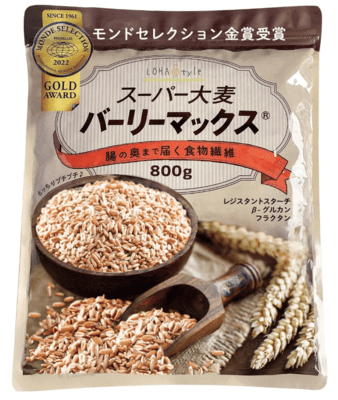 SINCE 1961
MONDE SELECTION
BRUXELLES
2022
GOLD
AWARD
モンドセレクション金賞受賞
LOHAStyle
スーパー大麦
バーリーマックス®
腸の奥まで届く食物繊維
800g
もっちりプチプチ♪
レジスタントスターチ
β-グルカン
フラクタン